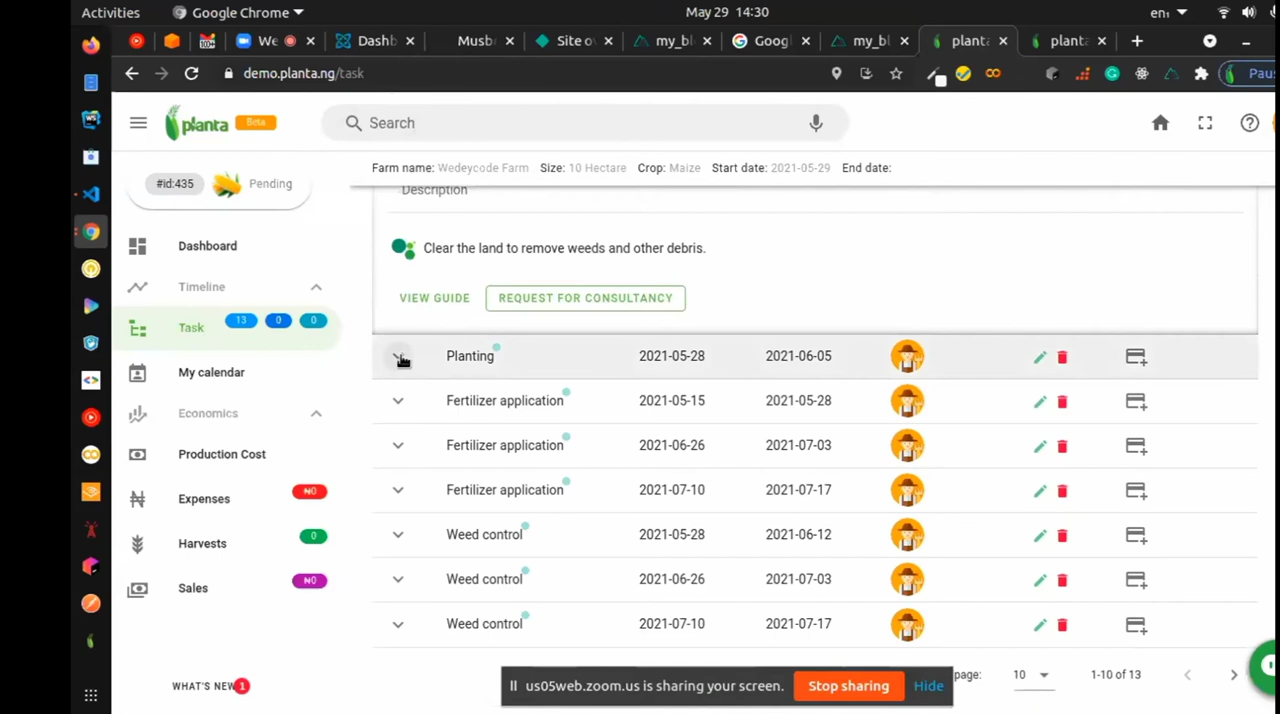 Activities Google Chrome May 29 14:30 en₁
We Dashb Musb Site o my_bl Googl my_bl planta planta
demo.planta.ng/task Pau
planta Beta Search
Farm name: Wedeycode Farm Size: 10 Hectare Crop: Maize Start date: 2021-05-29 End date:
#id:435 Pending
Description
Dashboard
Clear the land to remove weeds and other debris.
Timeline
VIEW GUIDE REQUEST FOR CONSULTANCY
Task 13 0 0
Planting 2021-05-28 2021-06-05
My calendar
Fertilizer application 2021-05-15 2021-05-28
Economics
Fertilizer application 2021-06-26 2021-07-03
Production Cost
Fertilizer application 2021-07-10 2021-07-17
Expenses ₦0
Weed control 2021-05-28 2021-06-12
Harvests 0
Weed control 2021-06-26 2021-07-03
Sales ₦0
Weed control 2021-07-10 2021-07-17
page: 10 1-10 of 13
WHAT'S NEW 1
us05web.zoom.us is sharing your screen. Stop sharing Hide